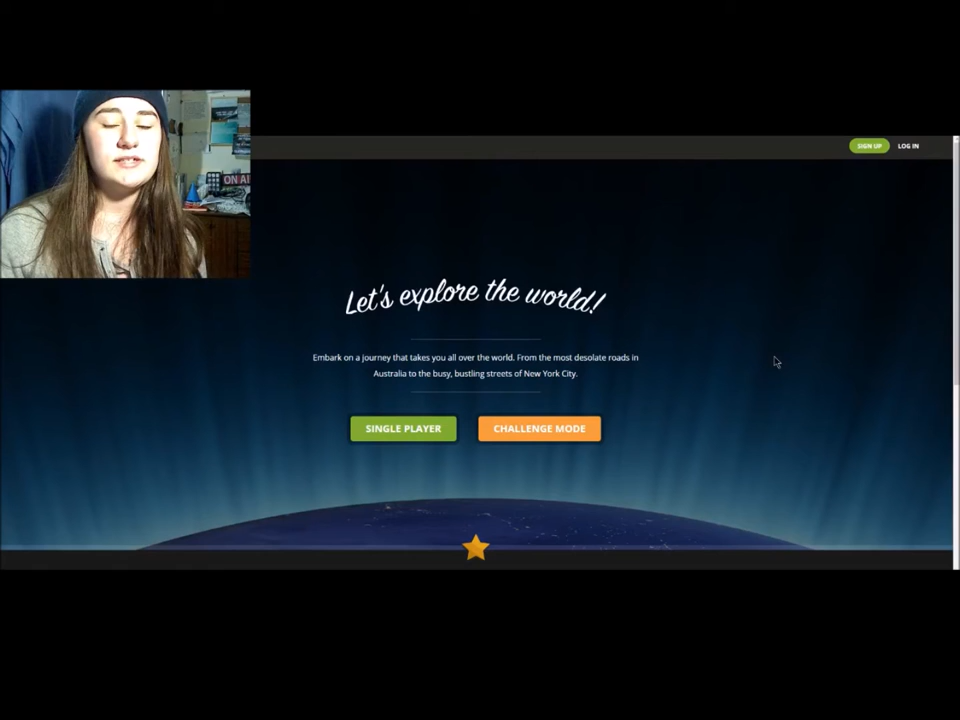 ON AI
SIGN UP
LOG IN
Let's explore the world!
Embark on a journey that takes you all over the world. From the most desolate roads in
Australia to the busy, bustling streets of New York City.
SINGLE PLAYER
CHALLENGE MODE